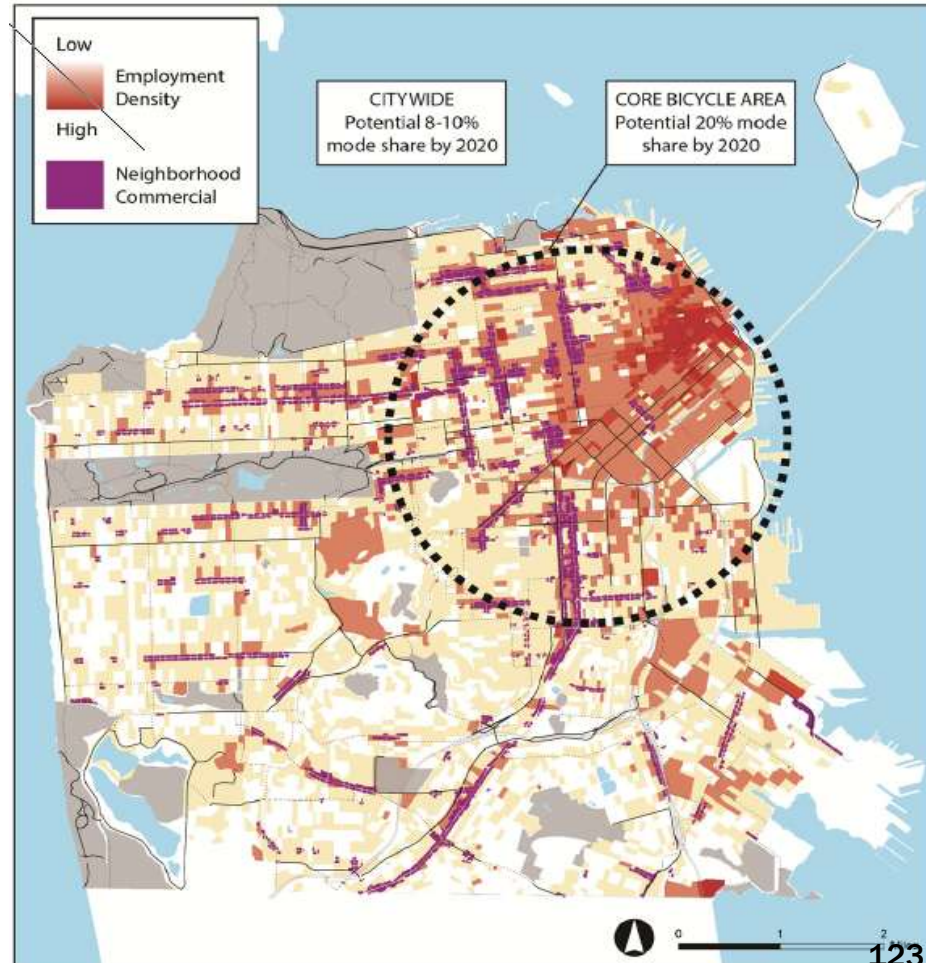 Low
Employment
Density
High
Neighborhood
Commercial
CITYWIDE
Potential 8-10%
mode share by 2020
CORE BICYCLE AREA
Potential 20% mode
share by 2020
0
1
2
123